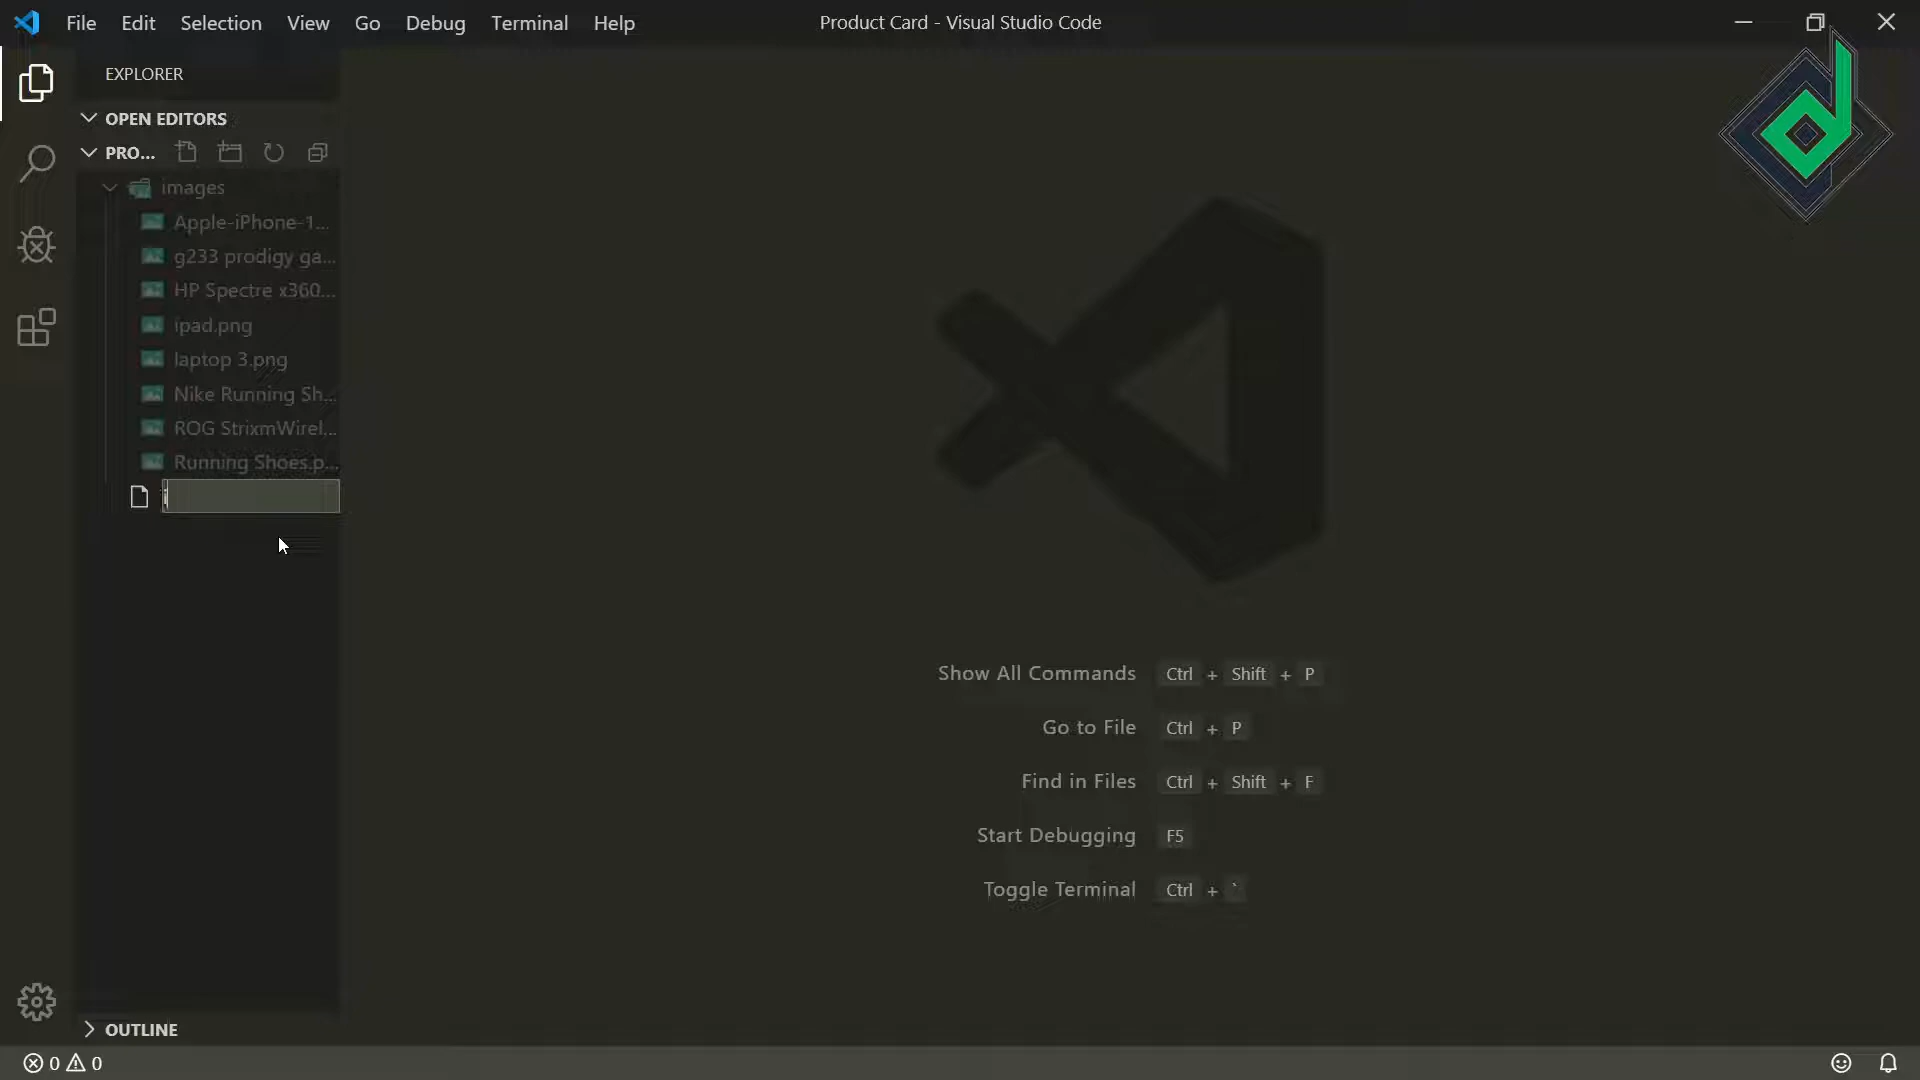 File Edit Selection View Go Debug Terminal Help
Product Card - Visual Studio Code
EXPLORER
OPEN EDITORS
PRO...
images
Apple-iPhone-1...
g233 prodigy ga...
HP Spectre x360...
ipad.png
laptop 3.png
Nike Running Sh...
ROG StrixmWirel...
Running Shoes.p...
i
Show All Commands Ctrl + Shift + P
Go to File Ctrl + P
Find in Files Ctrl + Shift + F
Start Debugging F5
Toggle Terminal Ctrl + `
OUTLINE
0 0